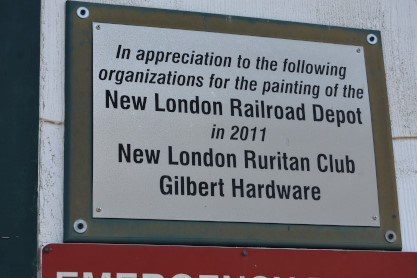 In appreciation to the following
organizations for the painting of the
New London Railroad Depot
in 2011
New London Ruritan Club
Gilbert Hardware
EMERGENCY